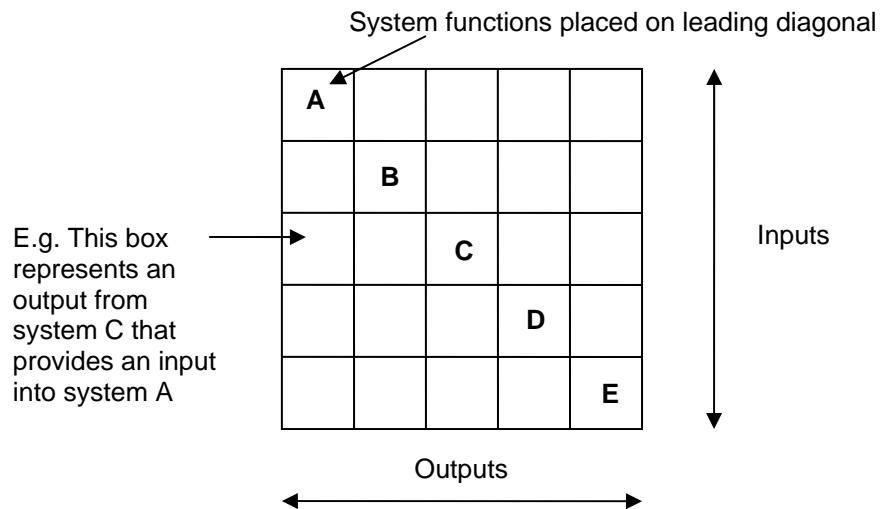 System functions placed on leading diagonal
A
B
E.g. This box
represents an
output from
system C that
provides an input
into system A
C
Inputs
D
E
Outputs